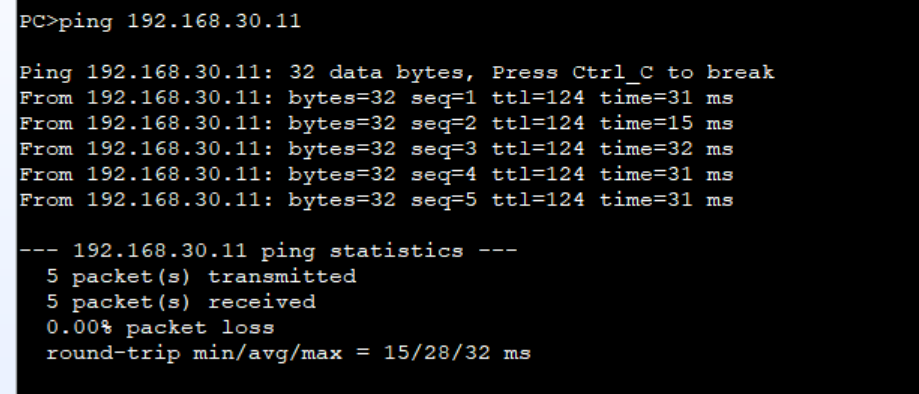 PC>ping 192.168.30.11
Ping 192.168.30.11: 32 data bytes, Press Ctrl_C to break
From 192.168.30.11: bytes=32 seq=1 ttl=124 time=31 ms
From 192.168.30.11: bytes=32 seq=2 ttl=124 time=15 ms
From 192.168.30.11: bytes=32 seq=3 ttl=124 time=32 ms
From 192.168.30.11: bytes=32 seq=4 ttl=124 time=31 ms
From 192.168.30.11: bytes=32 seq=5 ttl=124 time=31 ms
--- 192.168.30.11 ping statistics ---
5 packet(s) transmitted
5 packet(s) received
0.00% packet loss
round-trip min/avg/max = 15/28/32 ms